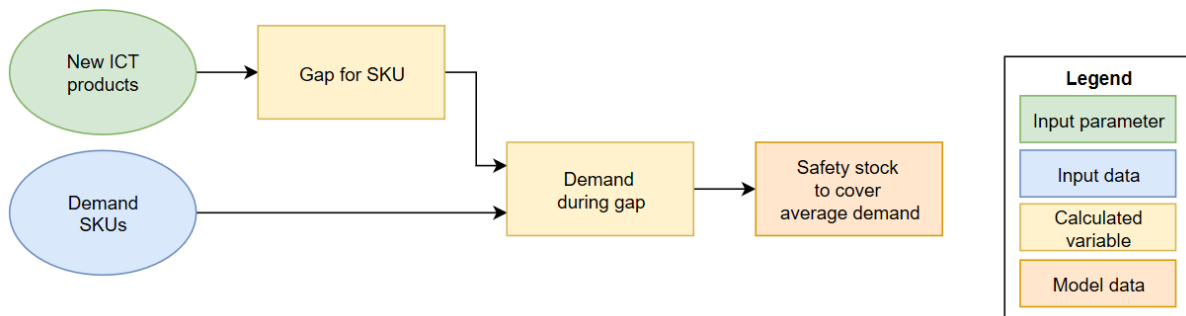 New ICT
products
Gap for SKU
Demand
SKUs
Demand
during gap
Safety stock
to cover
average demand
Legend
Input parameter
Input data
Calculated
variable
Model data